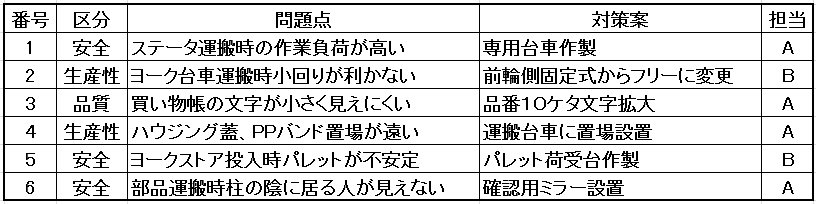 番号 区分 問題点 対策案 担当
1 安全 ステータ運搬時の作業負荷が高い 専用台車作製 A
2 生産性 ヨーク台車運搬時小回りが利かない 前輪側固定式からフリーに変更 B
3 品質 買い物帳の文字が小さく見えにくい 品番10ケタ文字拡大 A
4 生産性 ハウジング蓋、PPバンド置場が遠い 運搬台車に置場設置 A
5 安全 ヨークストア投入時パレットが不安定 パレット荷受台作製 B
6 安全 部品運搬時柱の陰に居る人が見えない 確認用ミラー設置 A